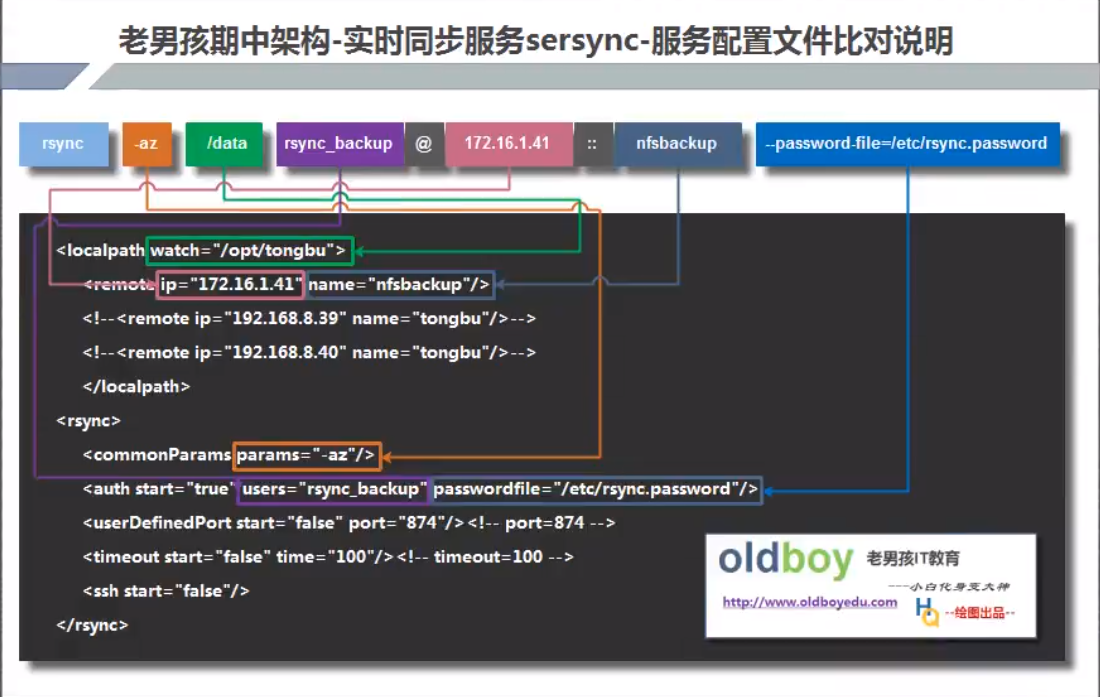 老男孩期中架构-实时同步服务sersync-服务配置文件比对说明
rsync -az /data rsync_backup @ 172.16.1.41 :: nfsbackup --password-file=/etc/rsync.password
<localpath watch="/opt/tongbu">
<remote ip="172.16.1.41" name="nfsbackup"/>
<!--<remote ip="192.168.8.39" name="tongbu"/>-->
<!--<remote ip="192.168.8.40" name="tongbu"/>-->
</localpath>
<rsync>
<commonParams params="-az"/>
<auth start="true" users="rsync_backup" passwordfile="/etc/rsync.password"/>
<userDefinedPort start="false" port="874"/><!-- port=874 -->
<timeout start="false" time="100"/><!-- timeout=100 -->
<ssh start="false"/>
</rsync>
oldboy 老男孩IT教育
---小白化身变大神
http://www.oldboyedu.com
HQ --绘图出品--